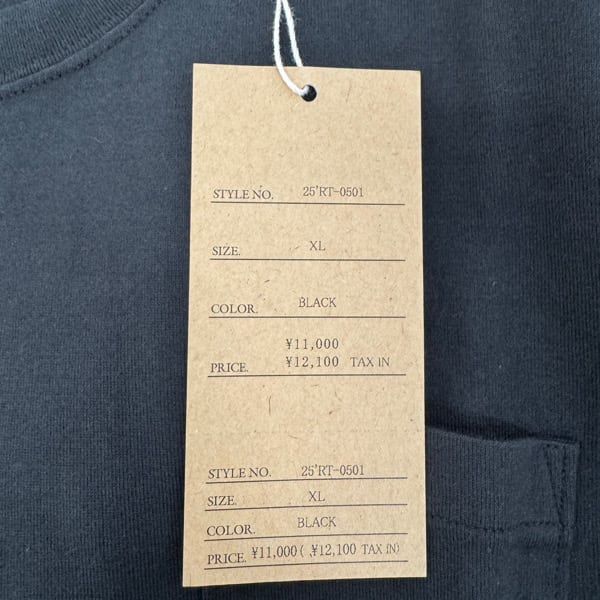 STYLE NO. 25'RT-0501
SIZE. XL
COLOR. BLACK
¥11,000
PRICE. ¥12,100 TAX IN
STYLE NO. 25'RT-0501
SIZE. XL
COLOR. BLACK
PRICE. ¥11,000( ¥12,100 TAX IN)